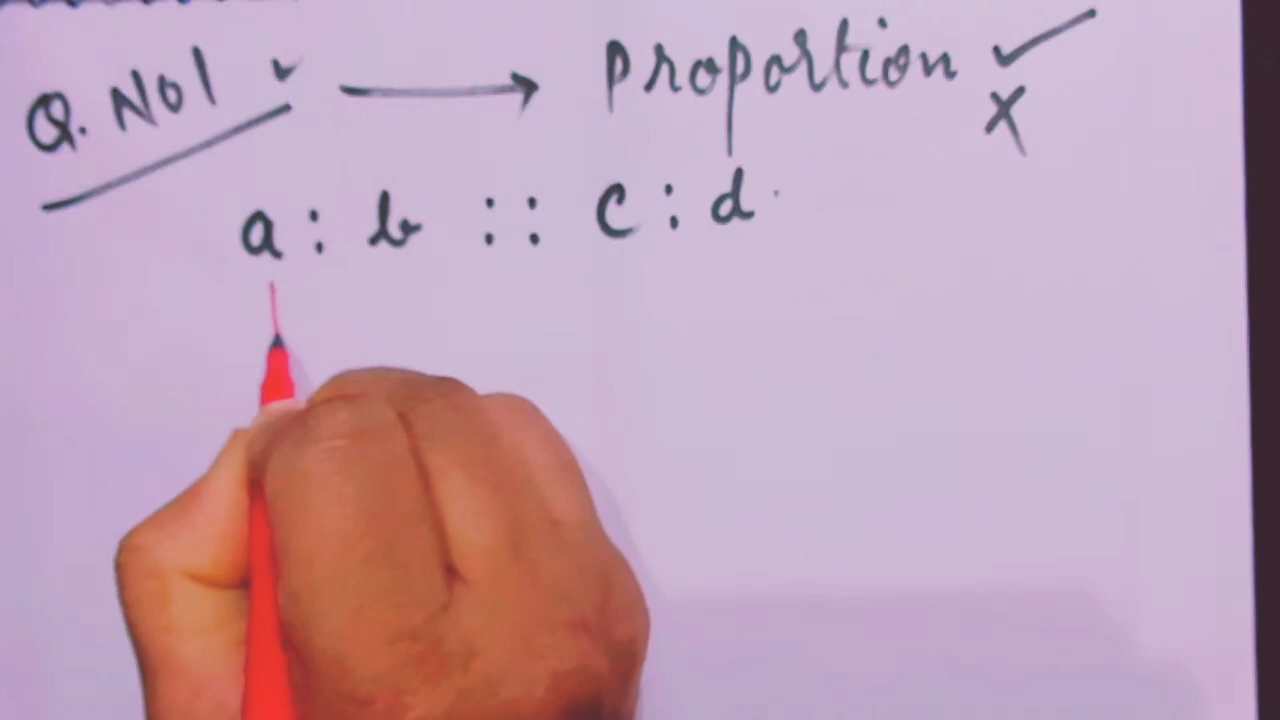 Q. No1 ✓ → Proportion ✓
x
a : b :: c : d